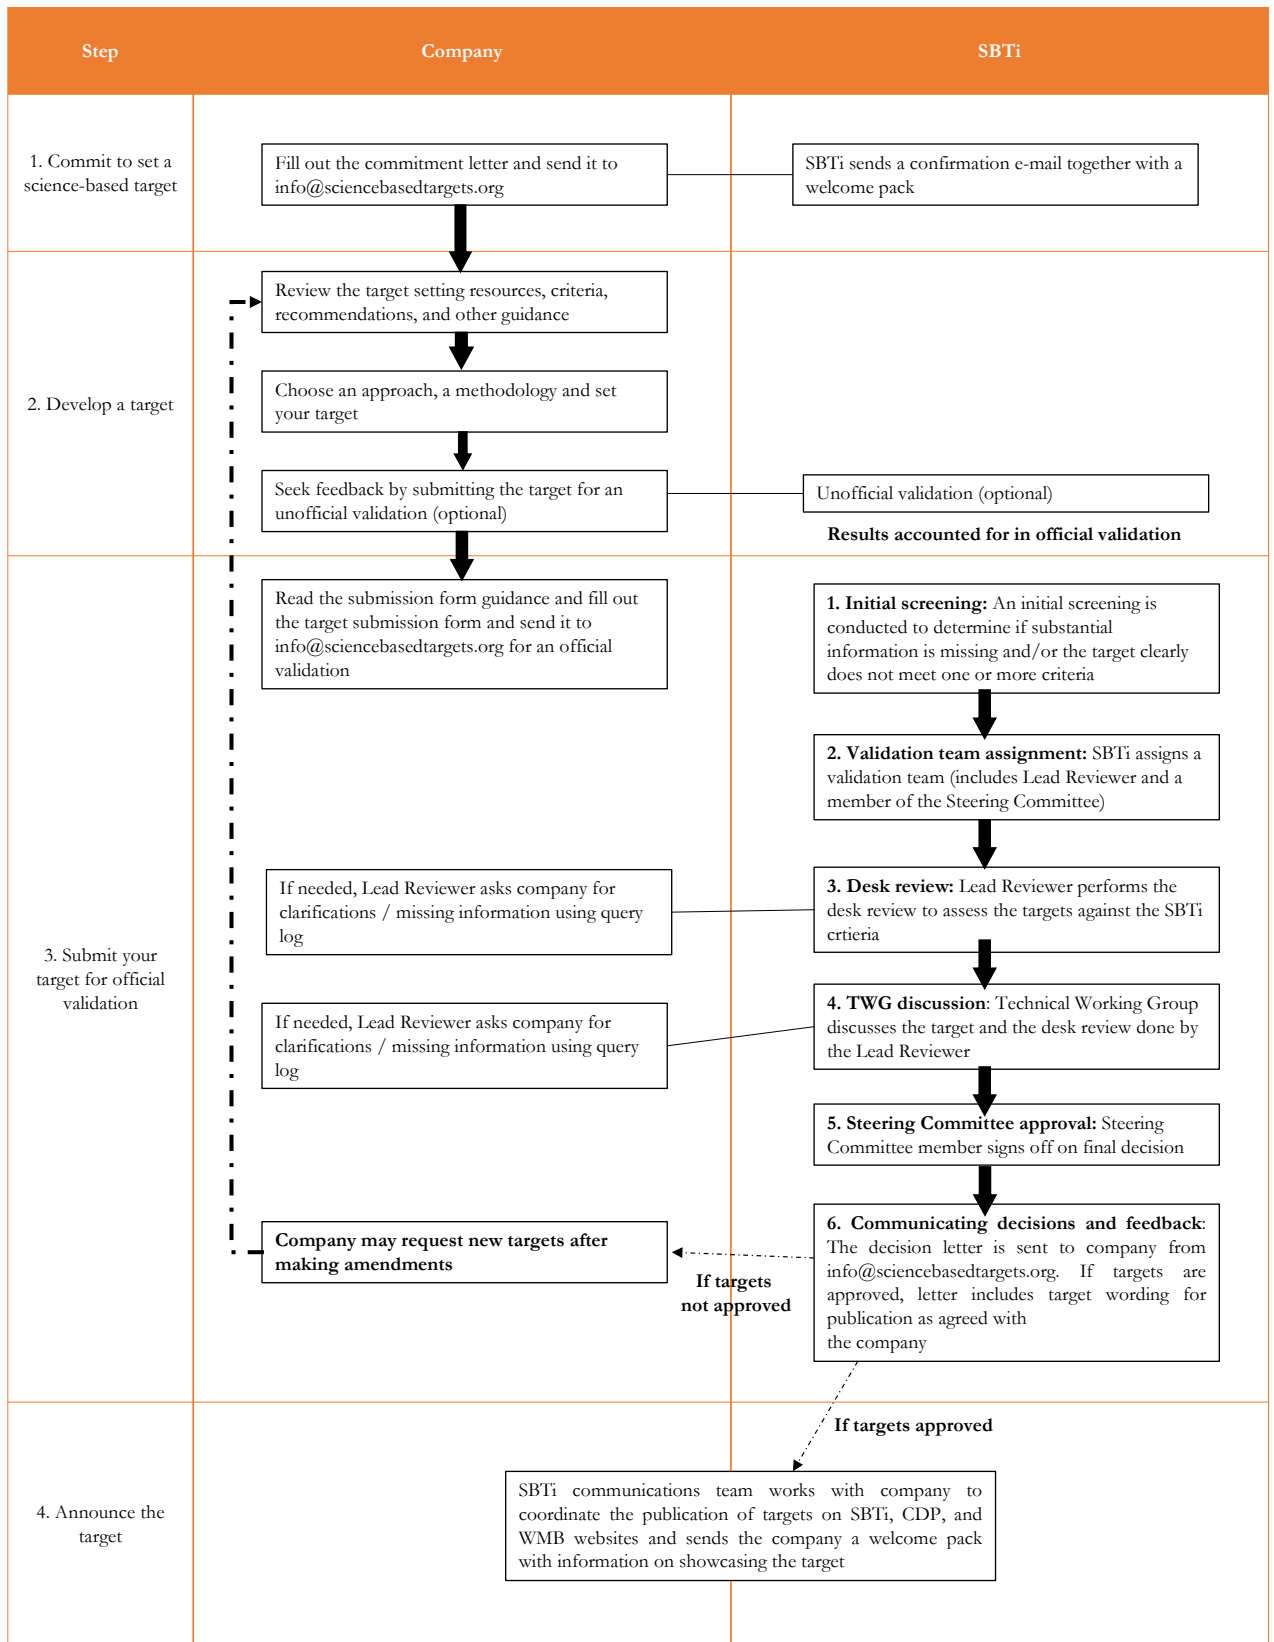 Step
Company
SBTi
1. Commit to set a
science-based target
Fill out the commitment letter and send it to
info@sciencebasedtargets.org
SBTi sends a confirmation e-mail together with a
welcome pack
2. Develop a target
Review the target setting resources, criteria,
recommendations, and other guidance
Choose an approach, a methodology and set
your target
Seek feedback by submitting the target for an
unofficial validation (optional)
Unofficial validation (optional)
Results accounted for in official validation
3. Submit your
target for official
validation
Read the submission form guidance and fill out
the target submission form and send it to
info@sciencebasedtargets.org for an official
validation
1. Initial screening: An initial screening is
conducted to determine if substantial
information is missing and/or the target clearly
does not meet one or more criteria
2. Validation team assignment: SBTi assigns a
validation team (includes Lead Reviewer and a
member of the Steering Committee)
If needed, Lead Reviewer asks company for
clarifications / missing information using query
log
3. Desk review: Lead Reviewer performs the
desk review to assess the targets against the SBTi
crtieria
If needed, Lead Reviewer asks company for
clarifications / missing information using query
log
4. TWG discussion: Technical Working Group
discusses the target and the desk review done by
the Lead Reviewer
5. Steering Committee approval: Steering
Committee member signs off on final decision
Company may request new targets after
making amendments
If targets
not approved
6. Communicating decisions and feedback:
The decision letter is sent to company from
info@sciencebasedtargets.org. If targets are
approved, letter includes target wording for
publication as agreed with
the company
If targets approved
4. Announce the
target
SBTi communications team works with company to
coordinate the publication of targets on SBTi, CDP, and
WMB websites and sends the company a welcome pack
with information on showcasing the target